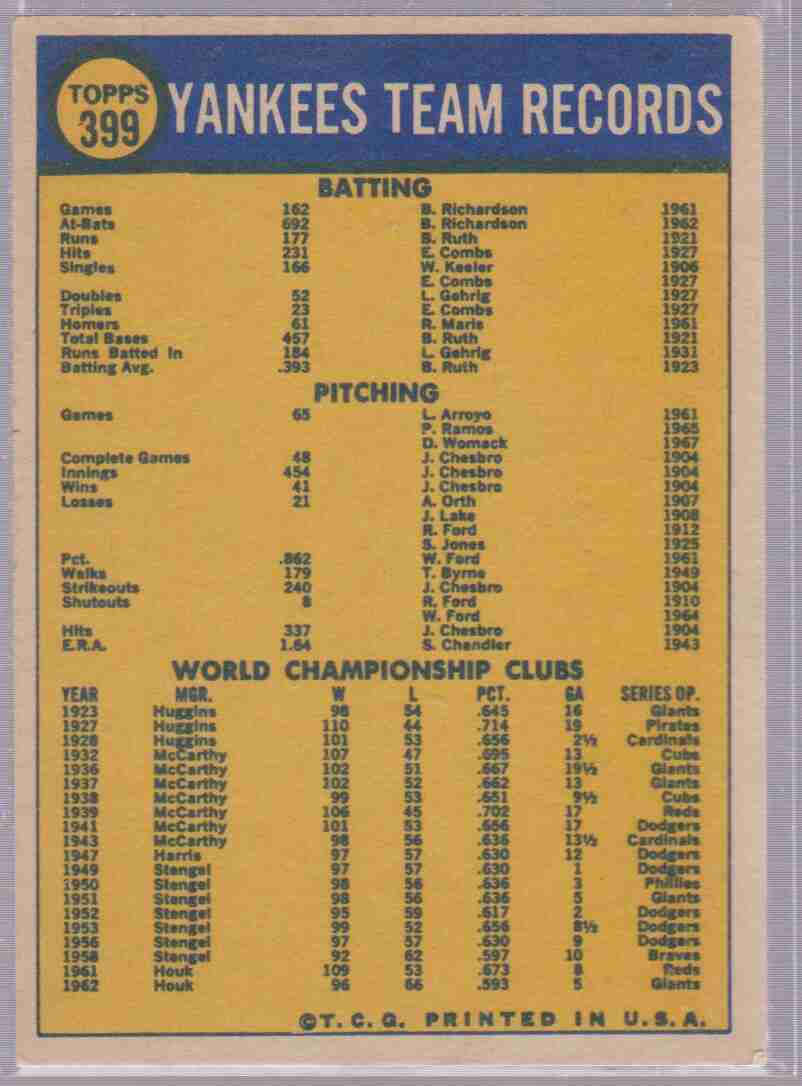 TOPPS
399
YANKEES TEAM RECORDS
BATTING
Games 162 B. Richardson 1961
At-Bats 692 B. Richardson 1962
Runs 177 B. Ruth 1921
Hits 231 E. Combs 1927
Singles 166 W. Keeler 1906
E. Combs 1927
Doubles 52 L. Gehrig 1927
Triples 23 E. Combs 1927
Homers 61 R. Maris 1961
Total Bases 457 B. Ruth 1921
Runs Batted In 184 L. Gehrig 1931
Batting Avg. .393 B. Ruth 1923
PITCHING
Games 65 L. Arroyo 1961
P. Ramos 1965
D. Womack 1967
Complete Games 48 J. Chesbro 1904
Innings 454 J. Chesbro 1904
Wins 41 J. Chesbro 1904
Losses 21 A. Orth 1907
J. Lake 1908
R. Ford 1912
S. Jones 1925
Pct. .862 W. Ford 1961
Walks 179 T. Byrne 1949
Strikeouts 240 J. Chesbro 1904
Shutouts 8 R. Ford 1910
W. Ford 1964
Hits 337 J. Chesbro 1904
E.R.A. 1.64 S. Chandler 1943
WORLD CHAMPIONSHIP CLUBS
YEAR MGR. W L PCT. GA SERIES OP.
1923 Huggins 98 54 .645 16 Giants
1927 Huggins 110 44 .714 19 Pirates
1928 Huggins 101 53 .656 2½ Cardinals
1932 McCarthy 107 47 .695 13 Cubs
1936 McCarthy 102 51 .667 19½ Giants
1937 McCarthy 102 52 .662 13 Giants
1938 McCarthy 99 53 .651 9½ Cubs
1939 McCarthy 106 45 .702 17 Reds
1941 McCarthy 101 53 .656 17 Dodgers
1943 McCarthy 98 56 .636 13½ Cardinals
1947 Harris 97 57 .630 12 Dodgers
1949 Stengel 97 57 .630 1 Dodgers
1950 Stengel 98 56 .636 3 Phillies
1951 Stengel 98 56 .636 5 Giants
1952 Stengel 95 59 .617 2 Dodgers
1953 Stengel 99 52 .656 8½ Dodgers
1956 Stengel 97 57 .630 9 Dodgers
1958 Stengel 92 62 .597 10 Braves
1961 Houk 109 53 .673 8 Reds
1962 Houk 96 66 .593 5 Giants
©T. C. G. PRINTED IN U.S.A.